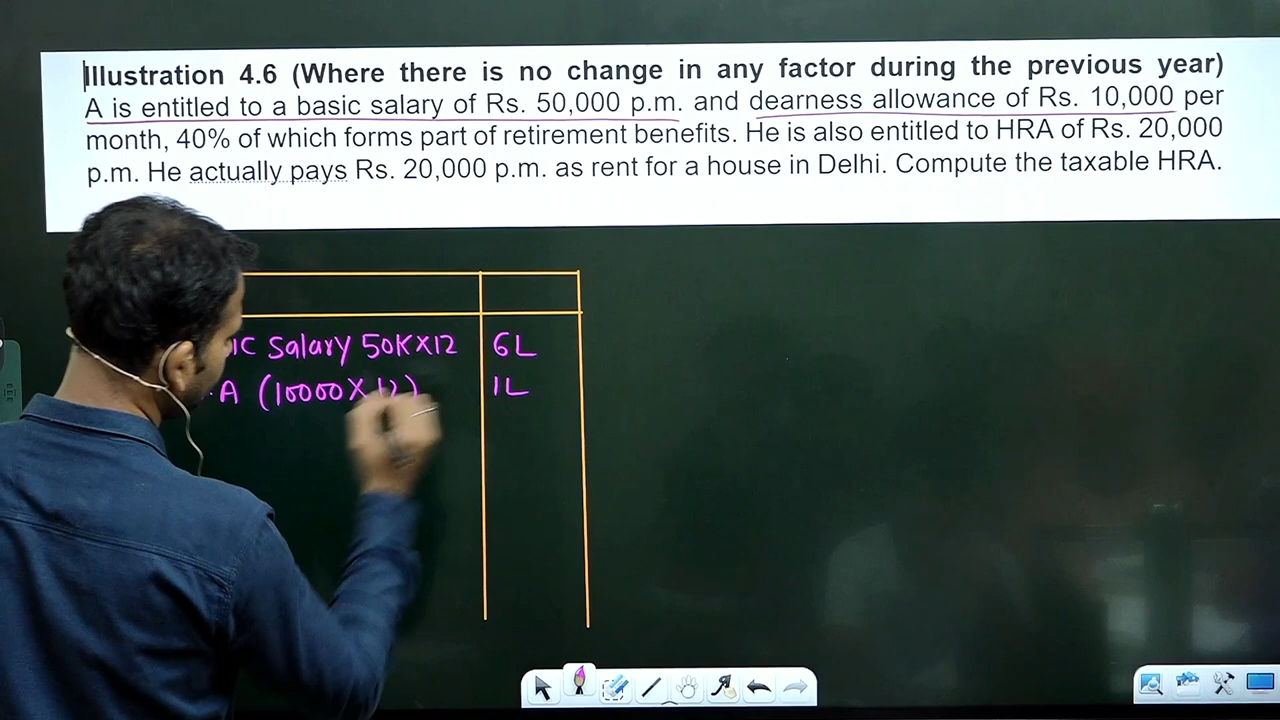 Illustration 4.6 (Where there is no change in any factor during the previous year)
A is entitled to a basic salary of Rs. 50,000 p.m. and dearness allowance of Rs. 10,000 per
month, 40% of which forms part of retirement benefits. He is also entitled to HRA of Rs. 20,000
p.m. He actually pays Rs. 20,000 p.m. as rent for a house in Delhi. Compute the taxable HRA.
Salary 50K×12 6L
A (10000× 1L